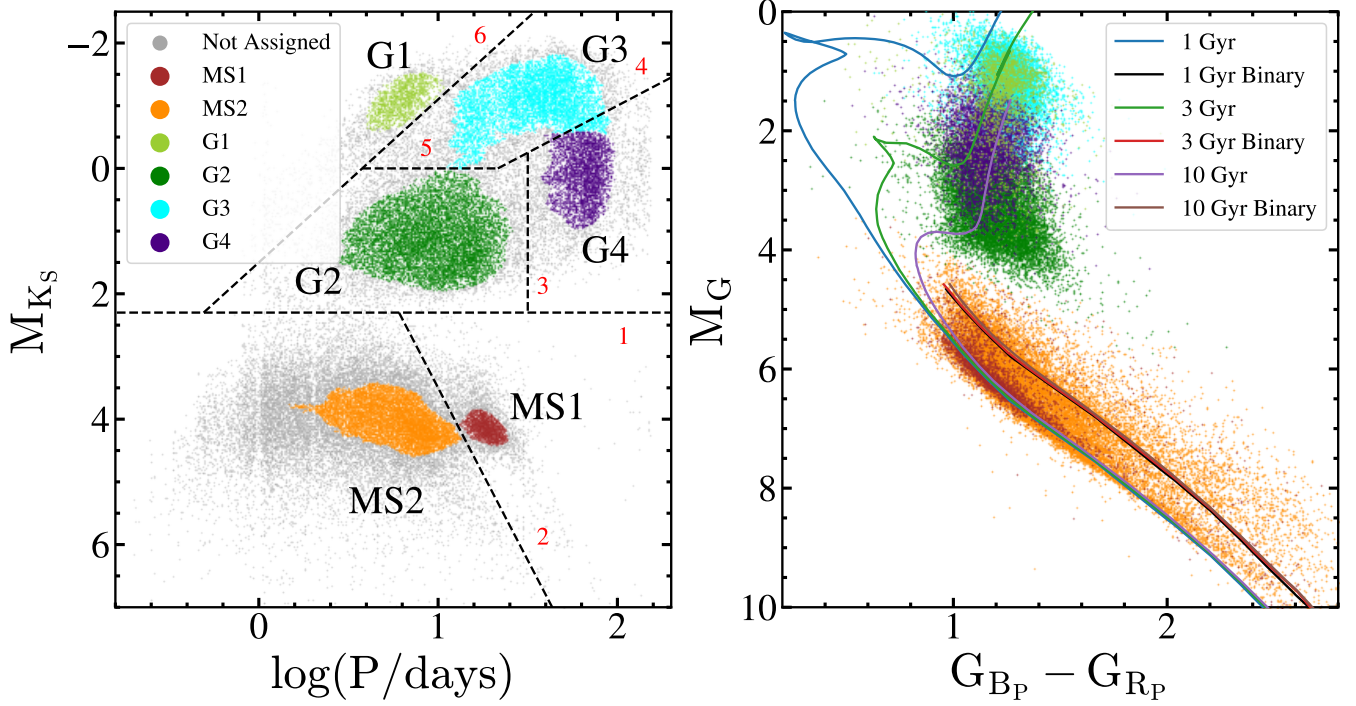 −2
0
2
4
6
M_{K_S}
0
1
2
log(P/days)
Not Assigned
MS1
MS2
G1
G2
G3
G4
G1
G3
G2
G4
MS1
MS2
6
4
5
3
1
2
0
2
4
6
8
10
M_G
1
2
G_{B_P} − G_{R_P}
1 Gyr
1 Gyr Binary
3 Gyr
3 Gyr Binary
10 Gyr
10 Gyr Binary